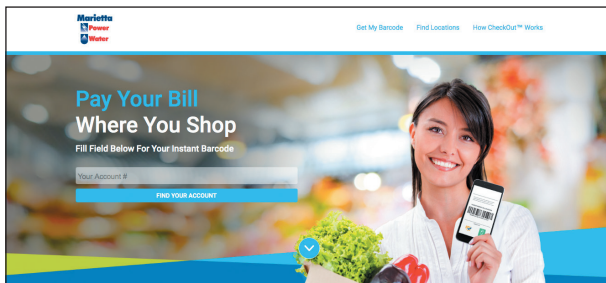 Marietta
Power
Water
Get My Barcode
Find Locations
How CheckOut™ Works
Pay Your Bill
Where You Shop
Fill Field Below For Your Instant Barcode
Your Account #
FIND YOUR ACCOUNT